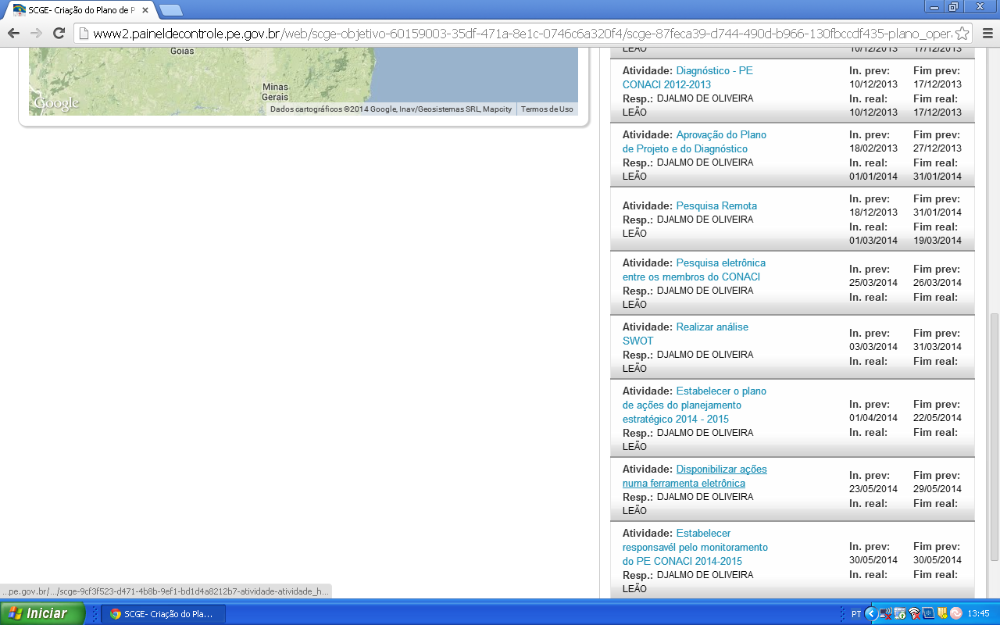 SCGE- Criação do Plano de P
www2.paineldecontrole.pe.gov.br/web/scge-objetivo-60159003-35df-471a-8e1c-0746c6a320f4/scge-87feca39-d744-490d-b966-130fbccdf435-plano_oper
Goiás
Minas
Gerais
Google
Dados cartográficos ©2014 Google, Inav/Geosistemas SRL, Mapcity Termos de Uso
LEÃO 10/12/2013 17/12/2013
Atividade: Diagnóstico - PE In. prev: Fim prev:
CONACI 2012-2013 10/12/2013 17/12/2013
Resp.: DJALMO DE OLIVEIRA In. real: Fim real:
LEÃO 10/12/2013 17/12/2013
Atividade: Aprovação do Plano In. prev: Fim prev:
de Projeto e do Diagnóstico 18/02/2013 27/12/2013
Resp.: DJALMO DE OLIVEIRA In. real: Fim real:
LEÃO 01/01/2014 31/01/2014
In. prev: Fim prev:
Atividade: Pesquisa Remota 18/12/2013 31/01/2014
Resp.: DJALMO DE OLIVEIRA In. real: Fim real:
LEÃO 01/03/2014 19/03/2014
Atividade: Pesquisa eletrônica In. prev: Fim prev:
entre os membros do CONACI 25/03/2014 26/03/2014
Resp.: DJALMO DE OLIVEIRA In. real: Fim real:
LEÃO
Atividade: Realizar análise In. prev: Fim prev:
SWOT 03/03/2014 31/03/2014
Resp.: DJALMO DE OLIVEIRA In. real: Fim real:
LEÃO
Atividade: Estabelecer o plano
de ações do planejamento In. prev: Fim prev:
estratégico 2014 - 2015 01/04/2014 22/05/2014
Resp.: DJALMO DE OLIVEIRA In. real: Fim real:
LEÃO
Atividade: Disponibilizar ações In. prev: Fim prev:
numa ferramenta eletrônica 23/05/2014 29/05/2014
Resp.: DJALMO DE OLIVEIRA In. real: Fim real:
LEÃO
Atividade: Estabelecer
responsavél pelo monitoramento In. prev: Fim prev:
do PE CONACI 2014-2015 30/05/2014 30/05/2014
Resp.: DJALMO DE OLIVEIRA In. real: Fim real:
LEÃO
...pe.gov.br/.../scge-9cf3f523-d471-4b8b-9ef1-bd1d4a8212b7-atividade-atividade_h...
Iniciar SCGE- Criação do Pla... PT 13:45